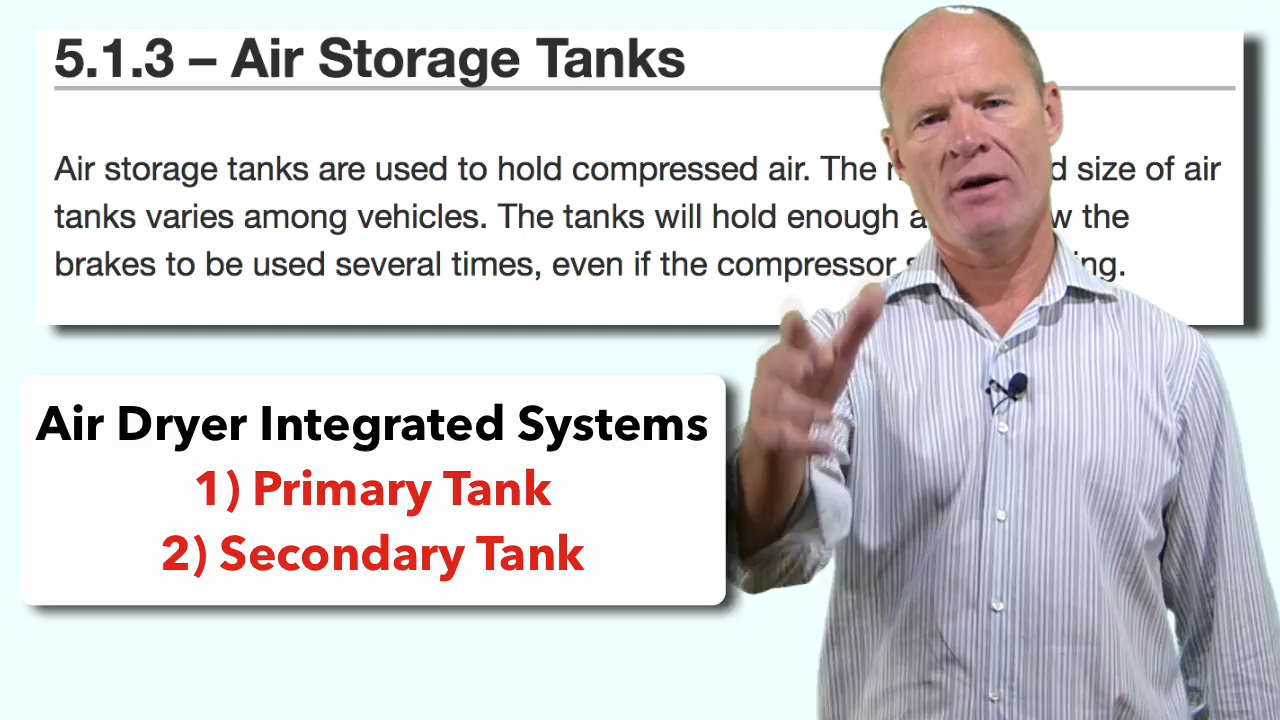 5.1.3 – Air Storage Tanks
Air storage tanks are used to hold compressed air. The size of air
tanks varies among vehicles. The tanks will hold enough the
brakes to be used several times, even if the compressor
Air Dryer Integrated Systems
1) Primary Tank
2) Secondary Tank